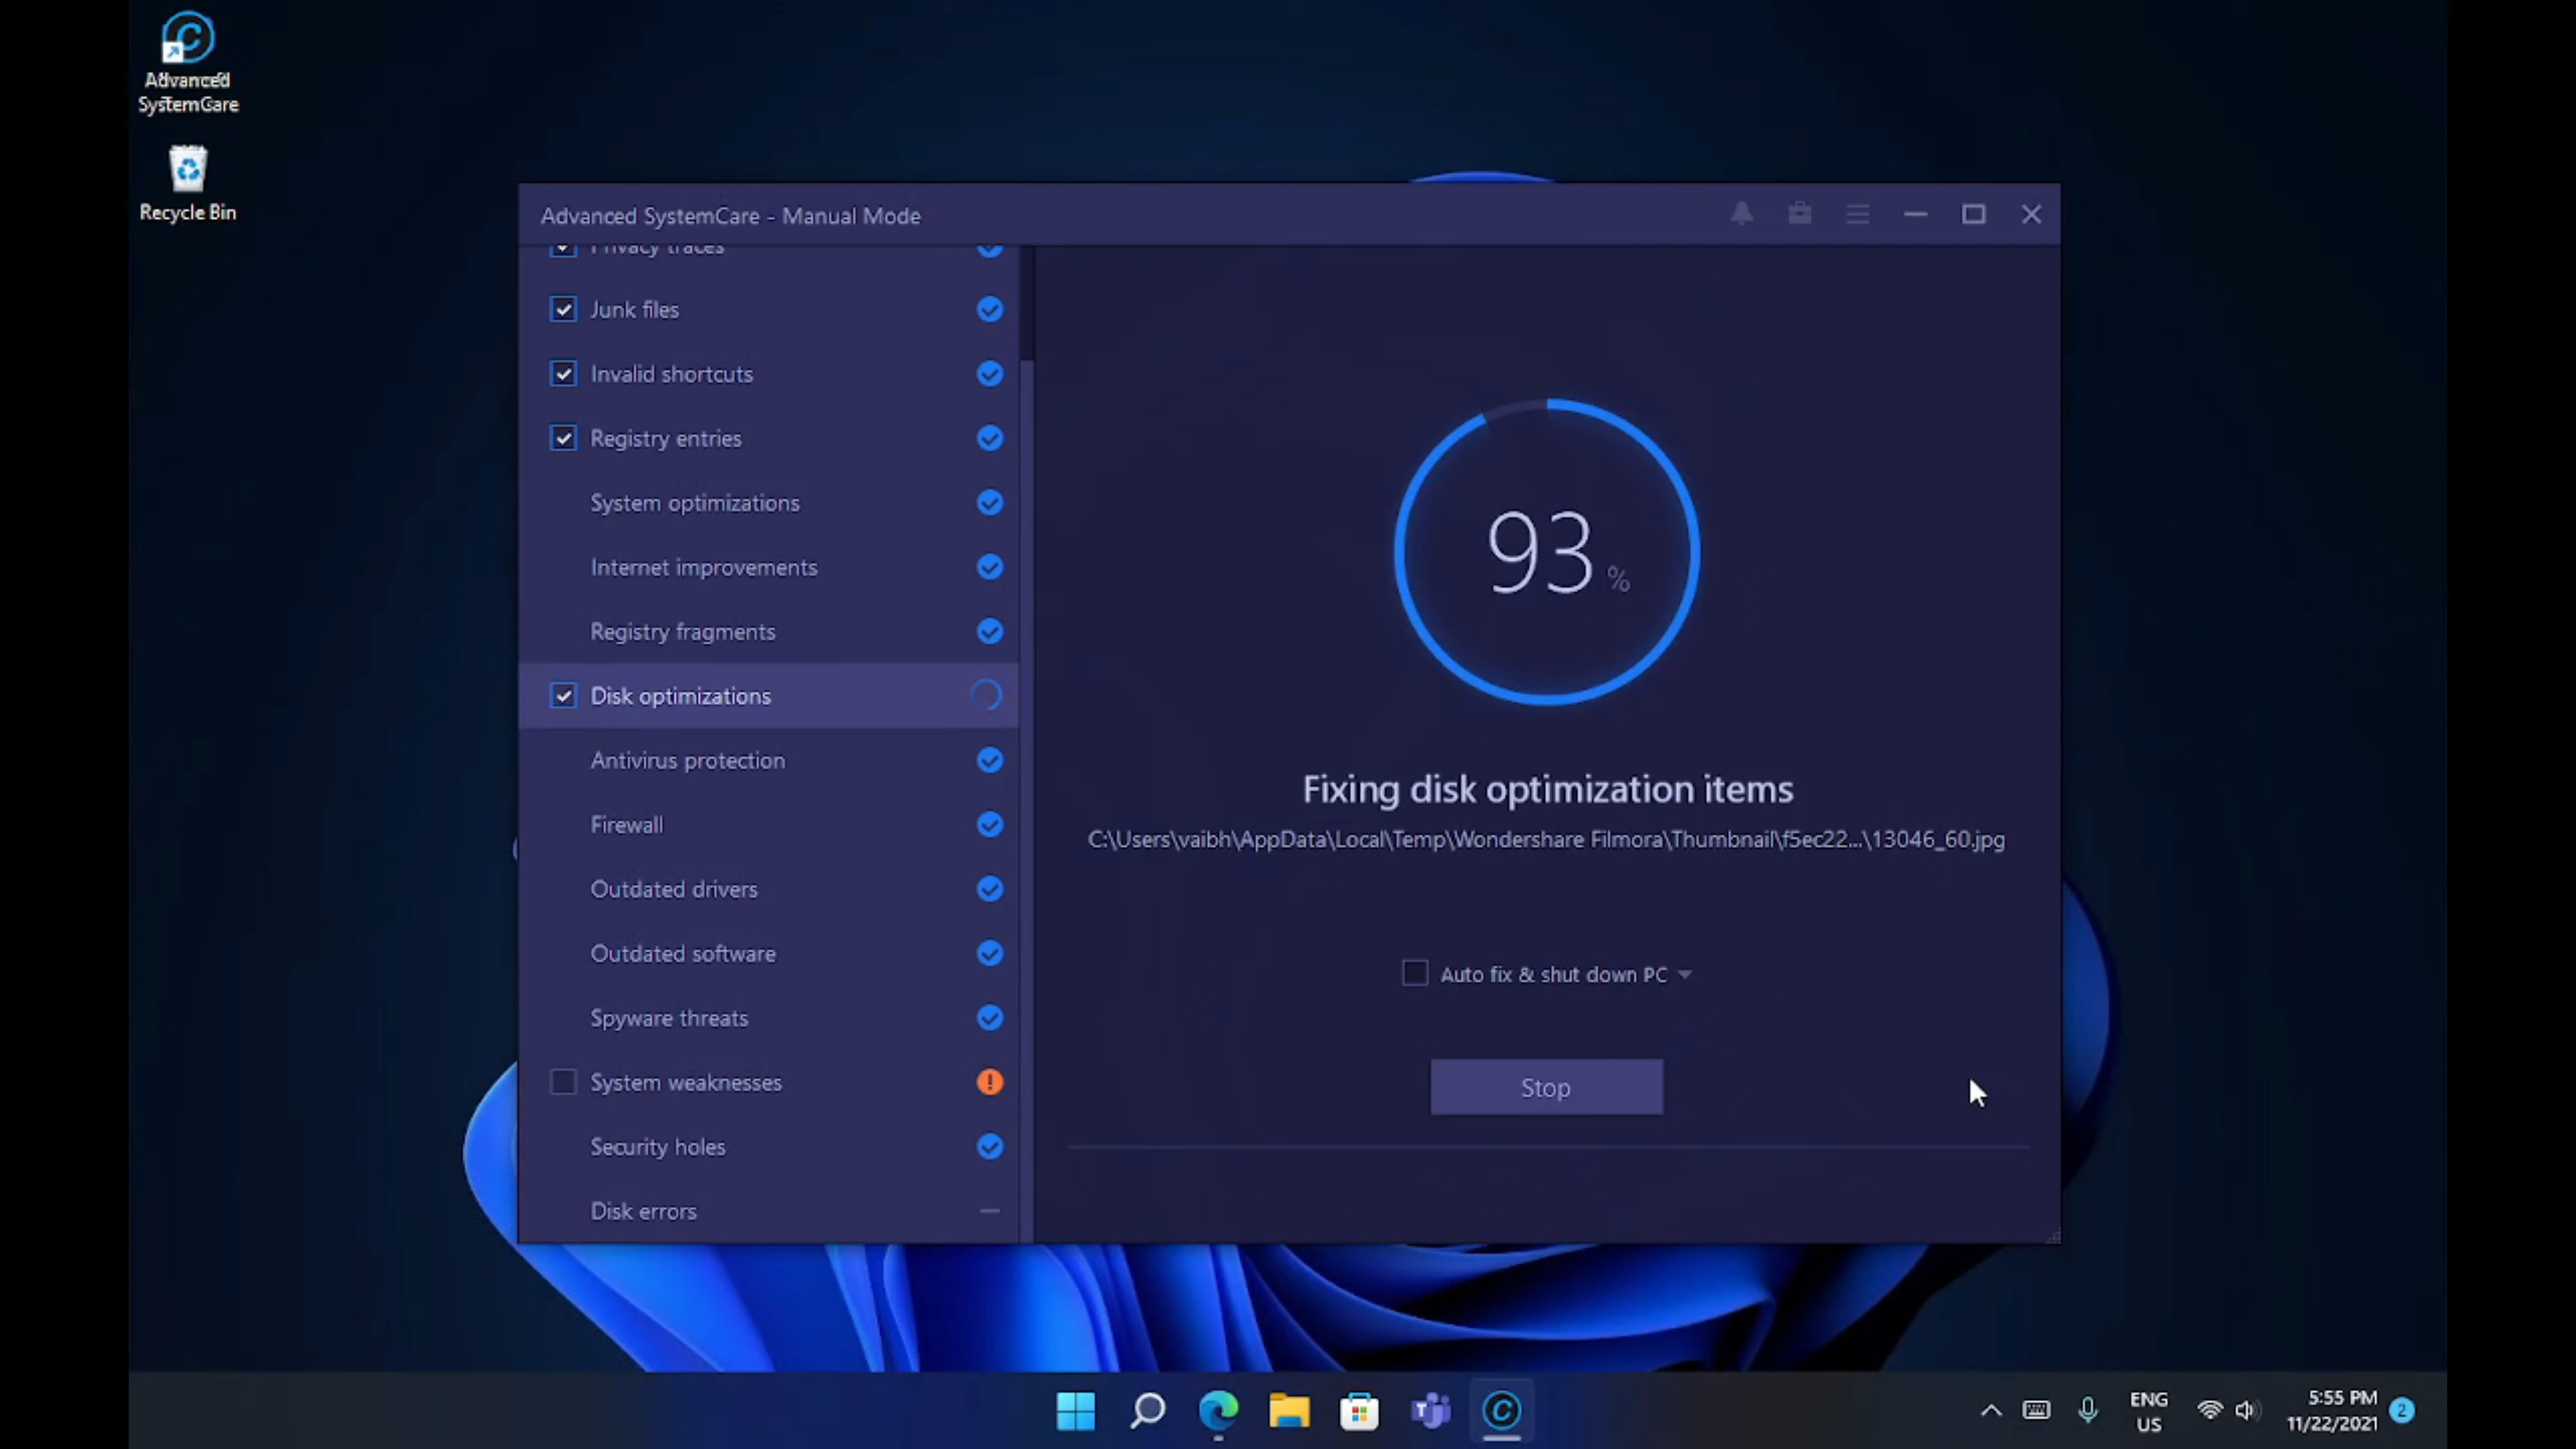 Advanced
SystemCare
Recycle Bin
Advanced SystemCare - Manual Mode
Privacy traces
Junk files
Invalid shortcuts
Registry entries
System optimizations
Internet improvements
Registry fragments
Disk optimizations
Antivirus protection
Firewall
Outdated drivers
Outdated software
Spyware threats
System weaknesses
Security holes
Disk errors
93 %
Fixing disk optimization items
C:\Users\vaibh\AppData\Local\Temp\Wondershare Filmora\Thumbnail\f5ec22...\13046_60.jpg
Auto fix & shut down PC
Stop
ENG
US
5:55 PM
11/22/2021
2